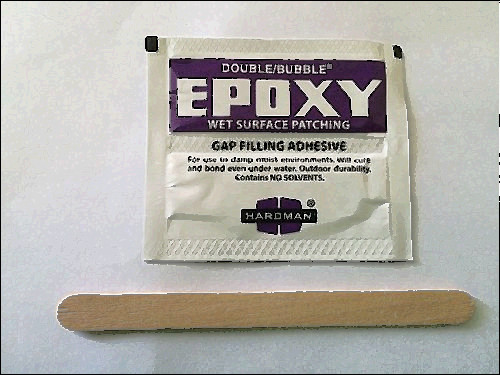 DOUBLE/BUBBLE®
EPOXY
WET SURFACE PATCHING
GAP FILLING ADHESIVE
For use in damp moist environments. Will cure
and bond even under water. Outdoor durability.
Contains NO SOLVENTS.
HARDMAN®